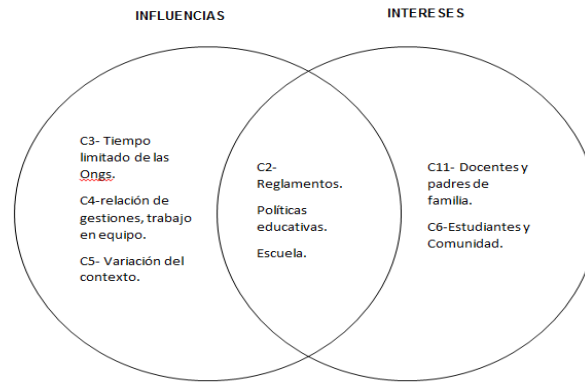 INFLUENCIAS
INTERESES
C3- Tiempo
limitado de las
Ongs.
C4-relación de
gestiones, trabajo
en equipo.
C5- Variación del
contexto.
C2-
Reglamentos.
Políticas
educativas.
Escuela.
C11- Docentes y
padres de
familia.
C6-Estudiantes y
Comunidad.